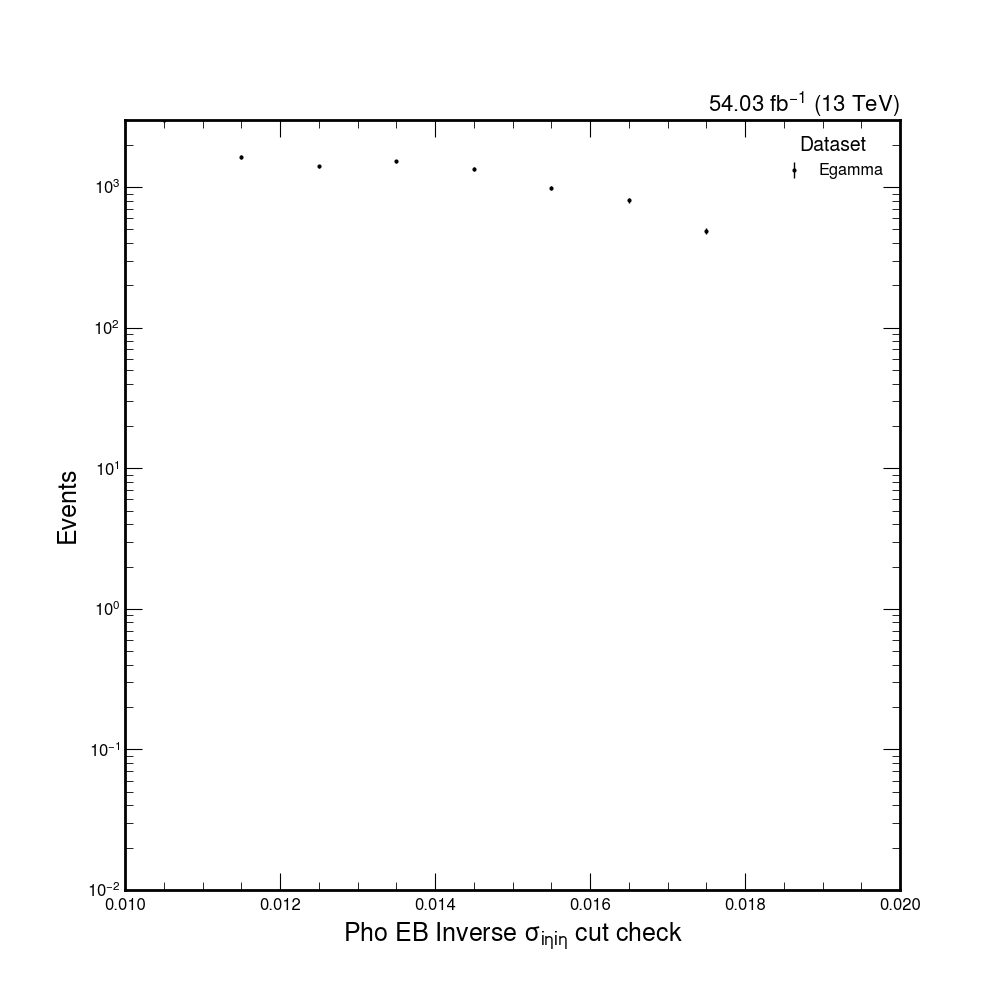 54.03 fb⁻¹ (13 TeV)
Dataset
Egamma
10³
10²
10¹
10⁰
10⁻¹
10⁻²
Events
0.010 0.012 0.014 0.016 0.018 0.020
Pho EB Inverse σ_iηiη cut check